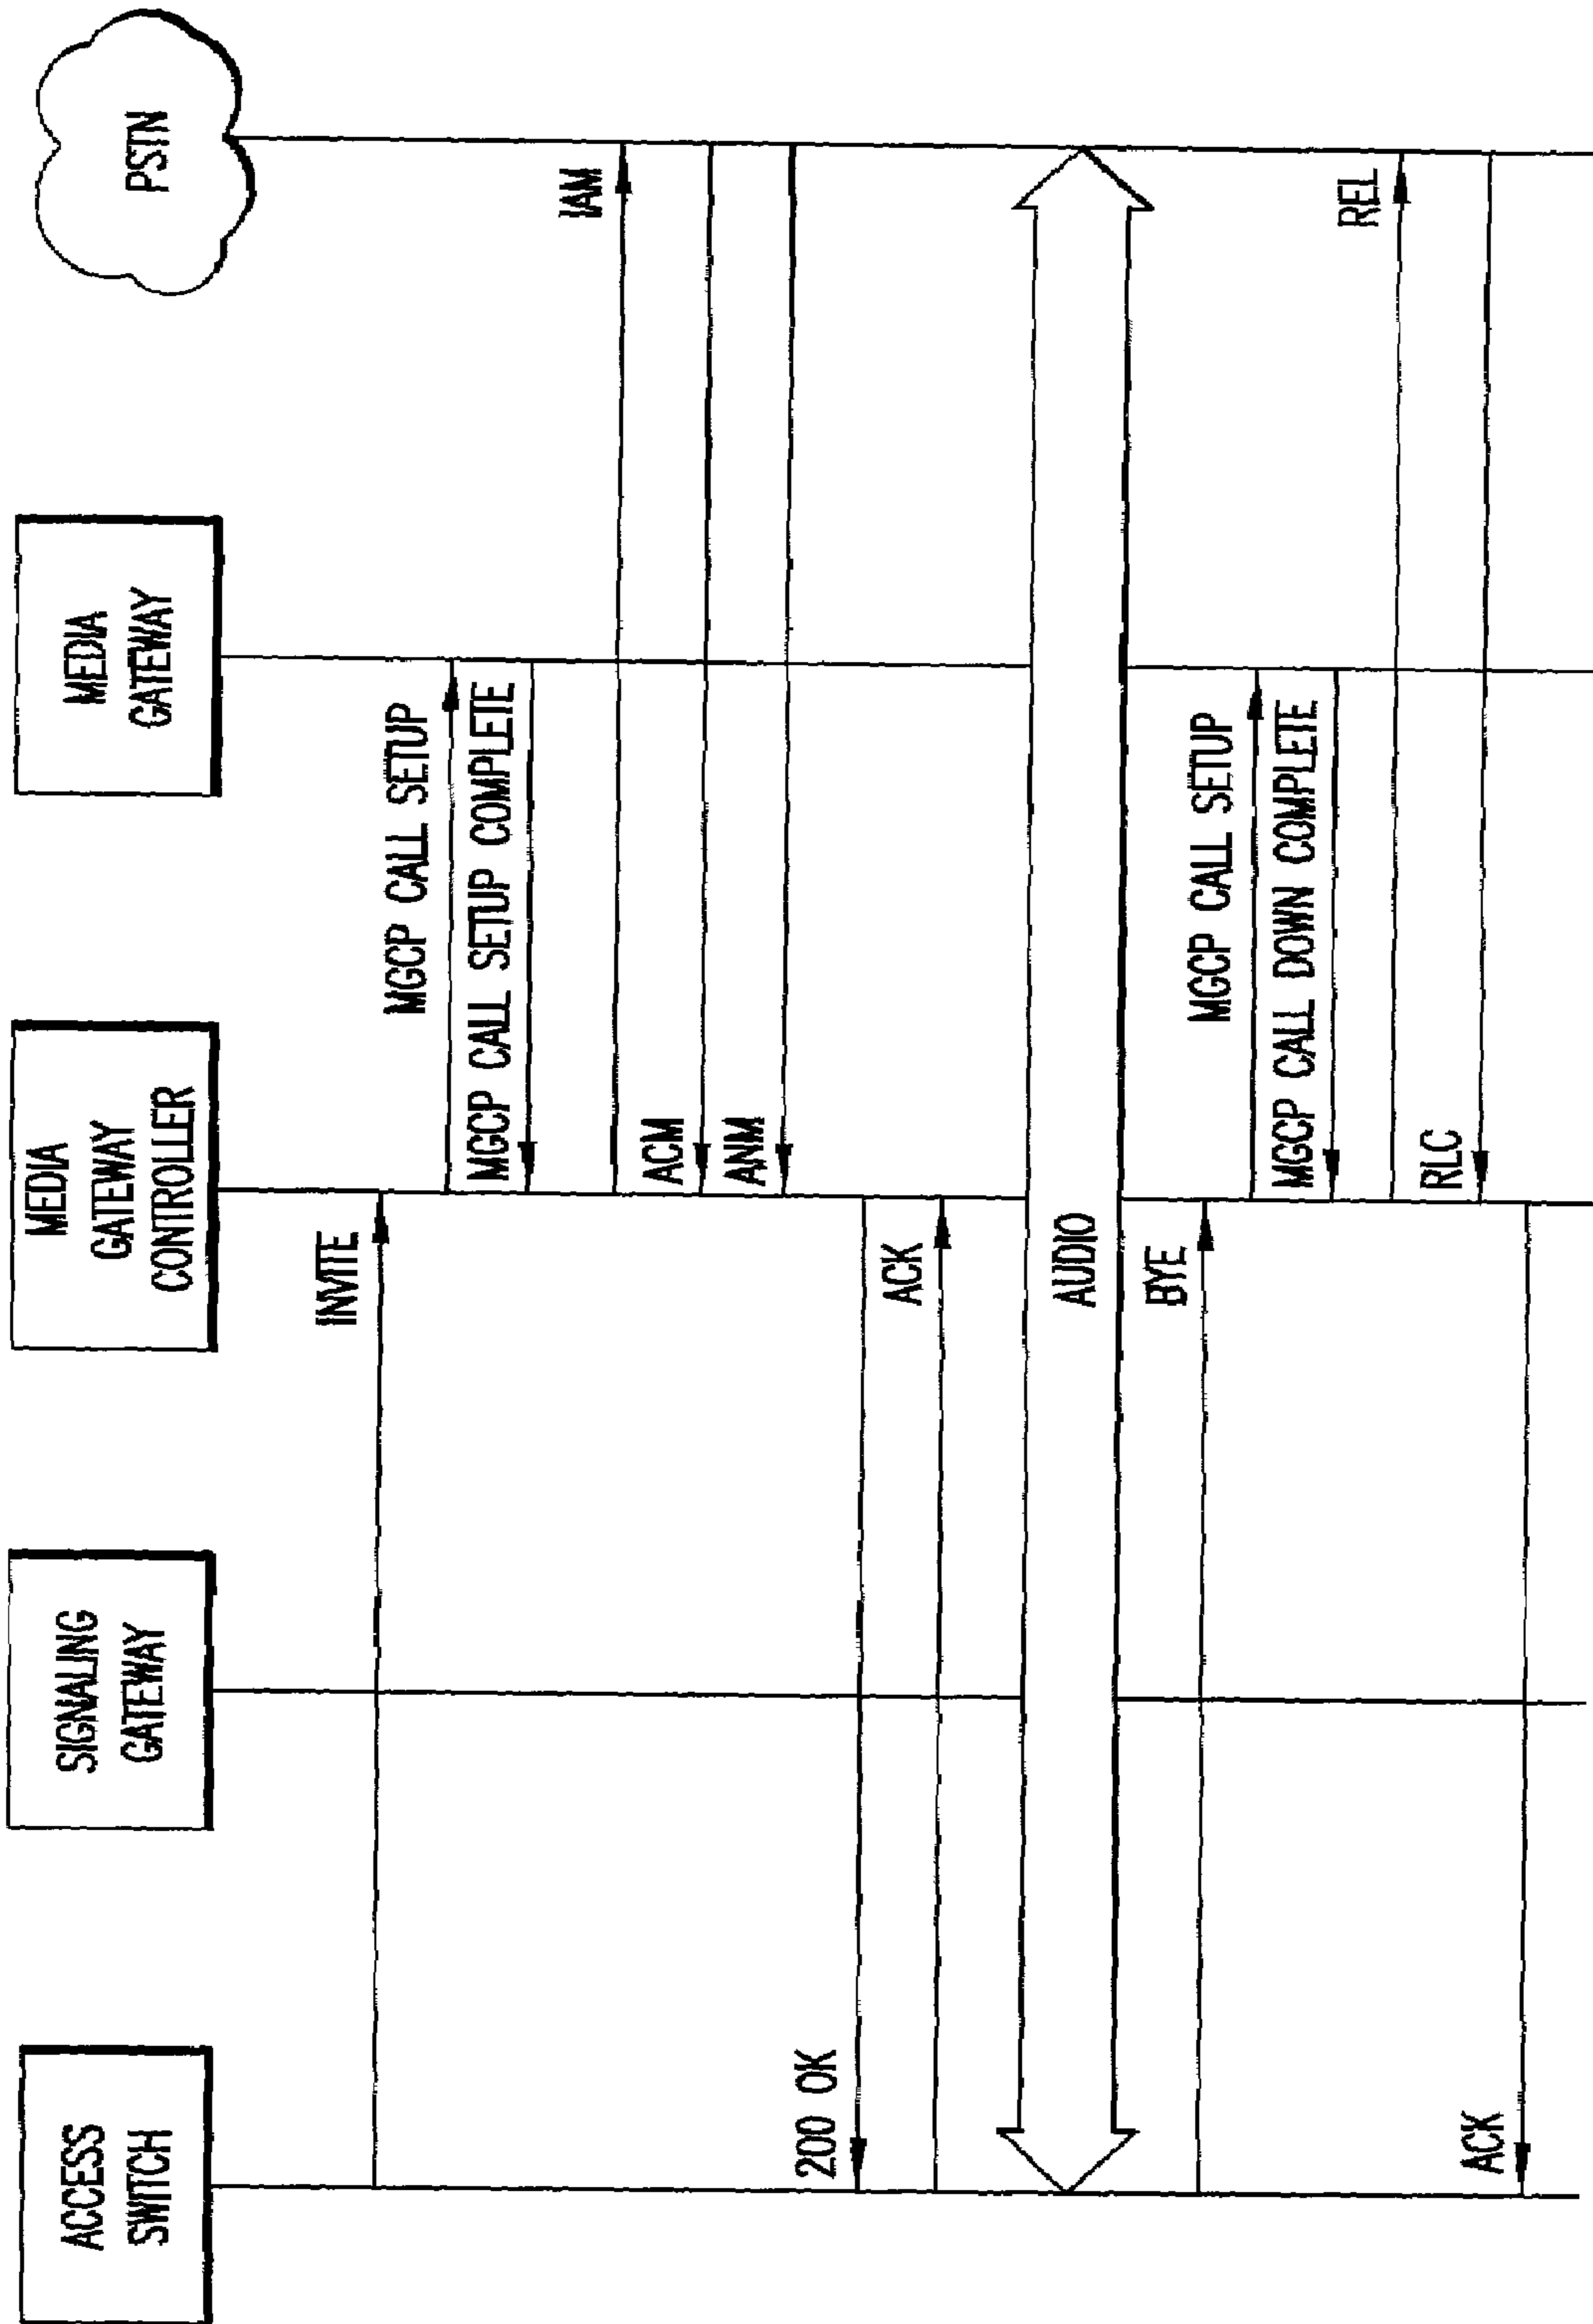 ACCESS
SWITCH
SIGNALING
GATEWAY
MEDIA
GATEWAY
CONTROLLER
MEDIA
GATEWAY
PSTN
INVITE
MGCP CALL SETUP
MGCP CALL SETUP COMPLETE
IAM
ACM
ANM
200 OK
ACK
AUDIO
BYE
MGCP CALL SETUP
MGCP CALL DOWN COMPLETE
REL
RLC
ACK